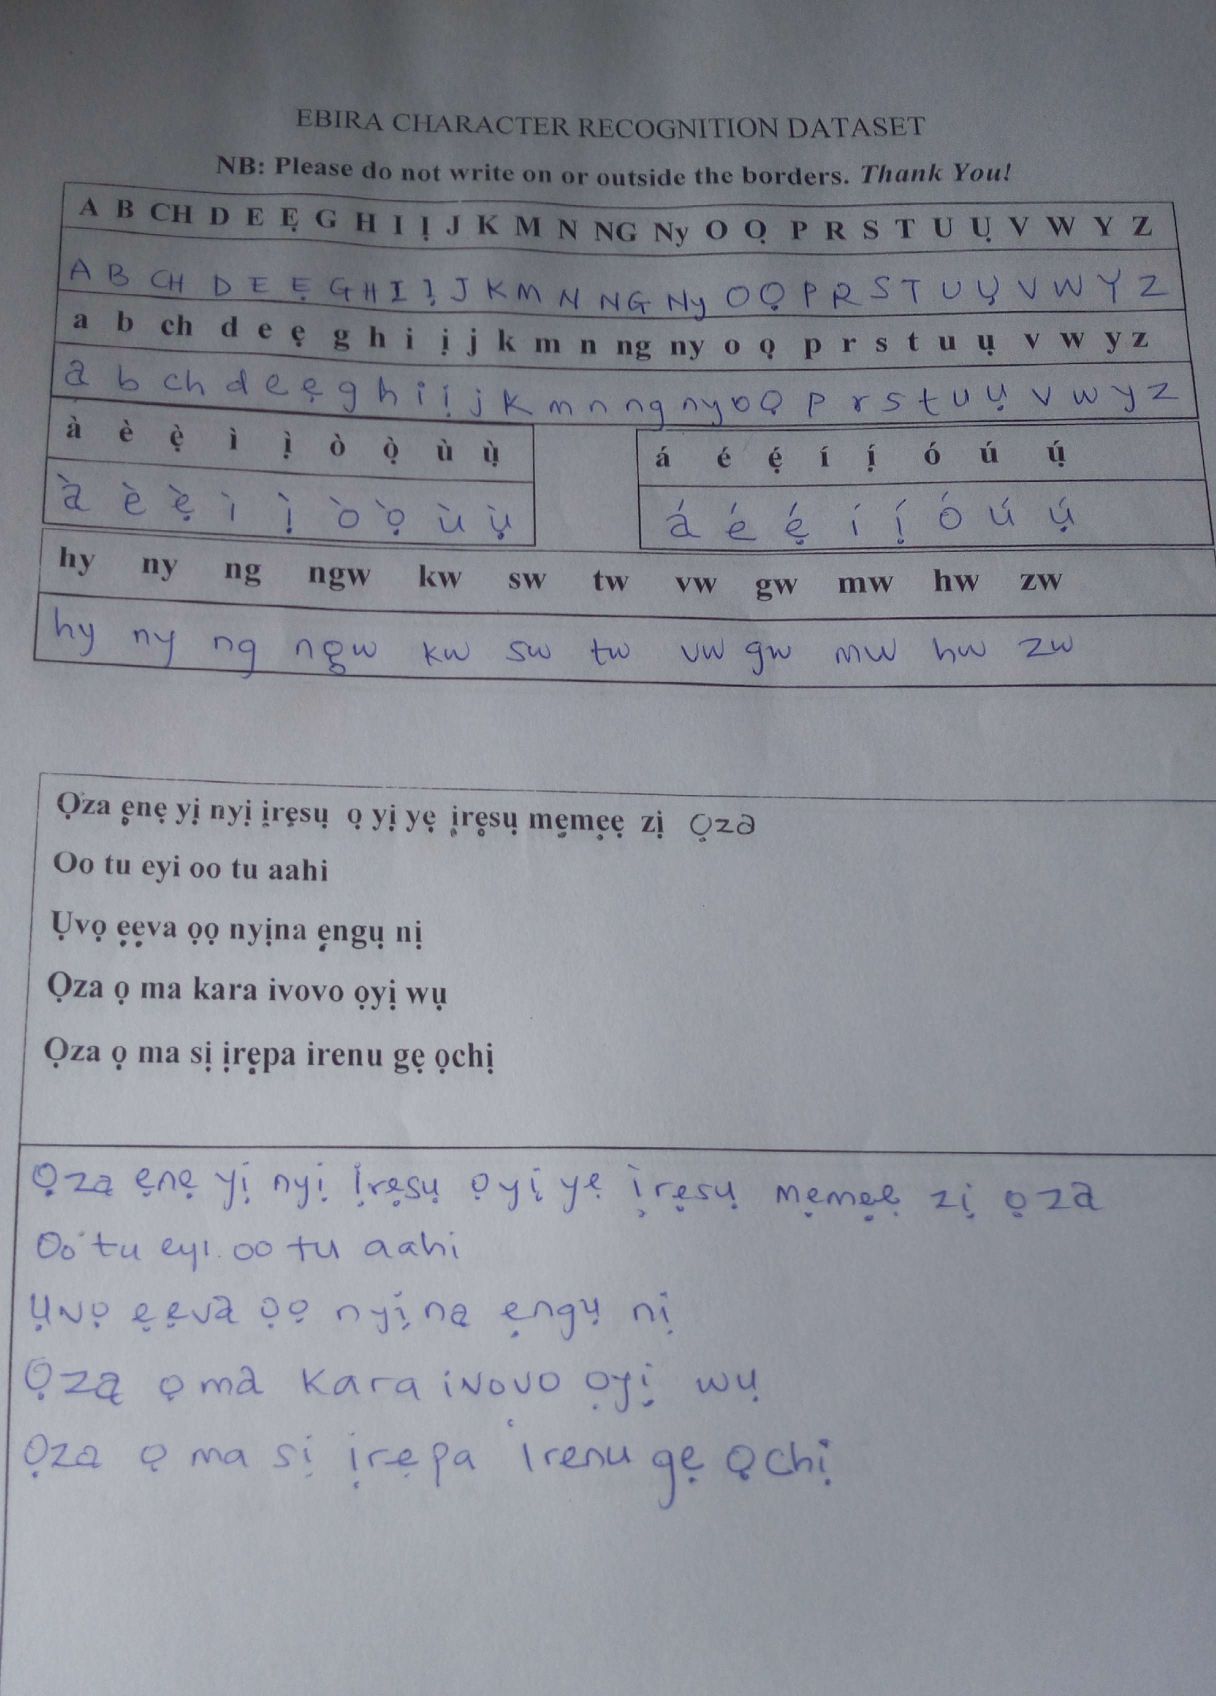 EBIRA CHARACTER RECOGNITION DATASET
NB: Please do not write on or outside the borders. Thank You!
A B CH D E Ẹ G H I Ị J K M N NG Ny O Ọ P R S T U Ụ V W Y Z
A B CH D E Ẹ G H I Ị J K M N NG Ny O Ọ P R S T U Ụ V W Y Z
a b ch d e ẹ g h i ị j k m n ng ny o ọ p r s t u ụ v w y z
a b ch d e ẹ g h i ị j k m n ng ny o ọ p r s t u ụ v w y z
à è ẹ̀ ì ị̀ ò ọ̀ ù ụ̀
á é ẹ́ í ị́ ó ú ụ́
à è ẹ̀ ì ị̀ ò ọ̀ ù ụ̀
á é ẹ́ í ị́ ó ú ụ́
hy ny ng ngw kw sw tw vw gw mw hw zw
hy ny ng ngw kw sw tw vw gw mw hw zw
Ọza ẹnẹ yị nyị ịrẹsụ ọ yị yẹ ịrẹsụ mẹmẹẹ zị ọza
Oo tu eyi oo tu aahi
Ụvọ ẹẹva ọọ nyịna ẹngụ nị
Ọza ọ ma kara ivovo ọyị wụ
Ọza ọ ma sị ịrẹpa irenu gẹ ọchị
Ọza ẹnẹ yị nyị ịrẹsụ ọyị yẹ ịrẹsụ mẹmẹẹ zị ọza
Oo tu eyi oo tu aahi
Ụvọ ẹẹva ọọ nyịna ẹngụ nị
Ọza ọ ma kara ivovo ọyị wụ
Ọza ọ ma sị ịrẹpa irenu gẹ ọchị